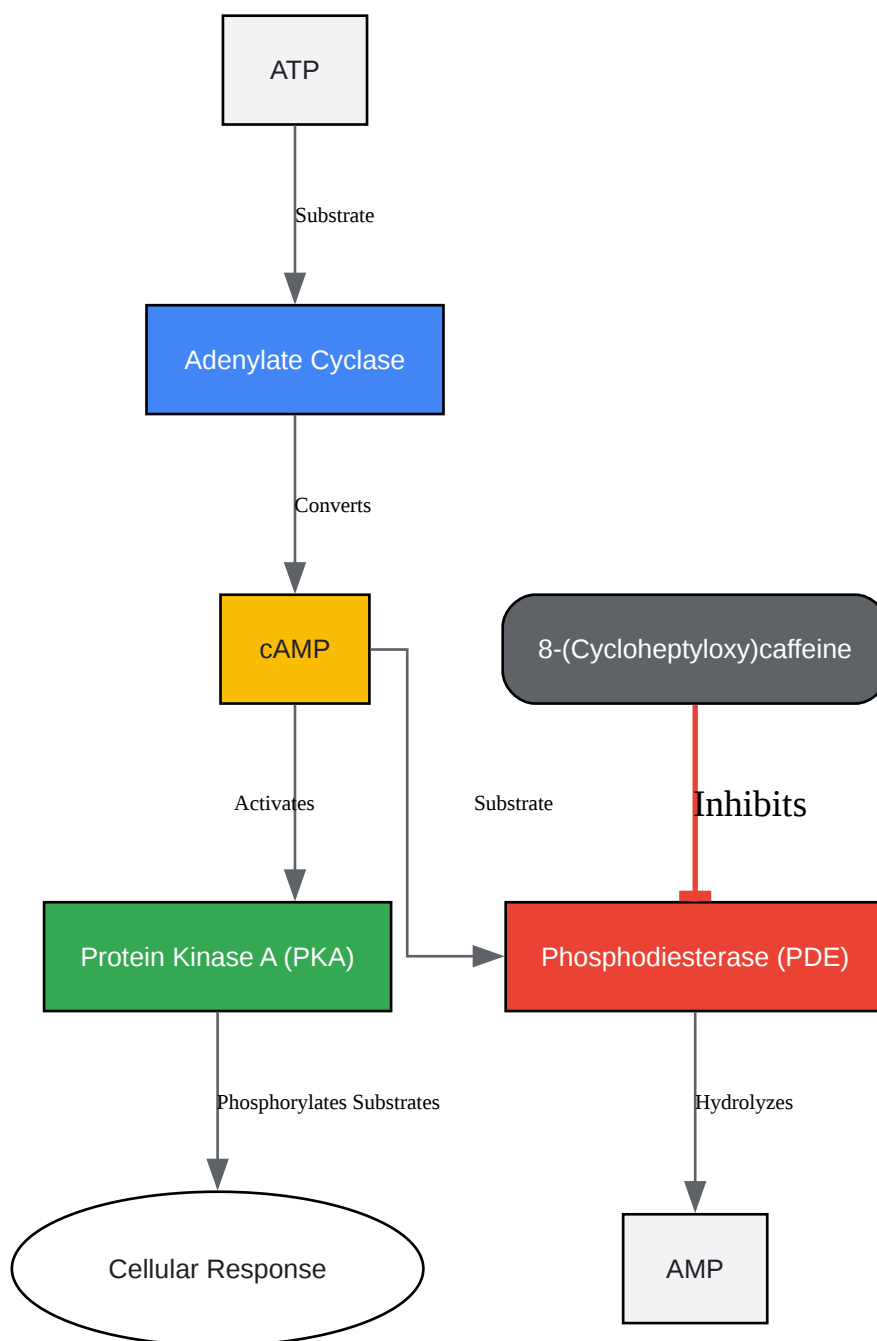 ATP
Substrate
Adenylate Cyclase
Converts
cAMP
8-(Cycloheptyloxy)caffeine
Activates
Substrate
Inhibits
Protein Kinase A (PKA)
Phosphodiesterase (PDE)
Phosphorylates Substrates
Hydrolyzes
Cellular Response
AMP